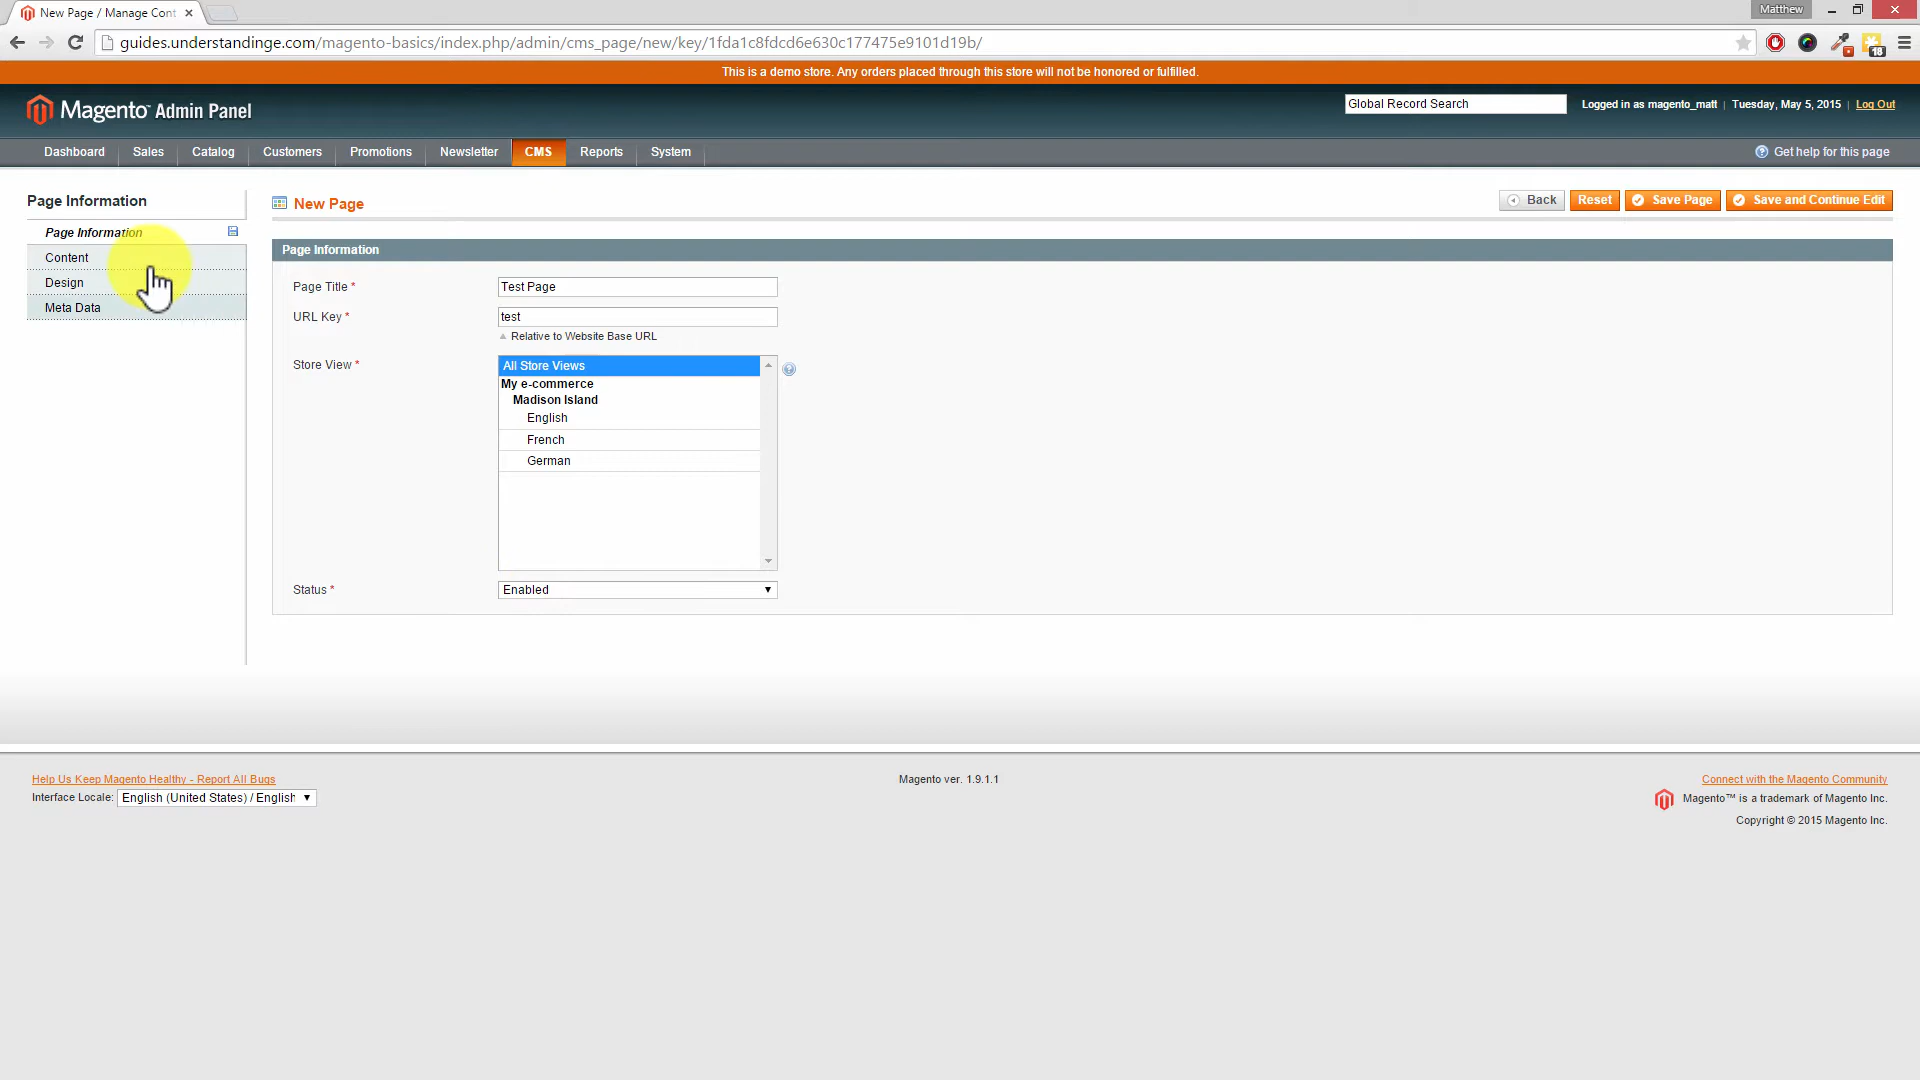 New Page / Manage Cont
Matthew
guides.understandinge.com/magento-basics/index.php/admin/cms_page/new/key/1fda1c8fdcd6e630c177475e9101d19b/
18
This is a demo store. Any orders placed through this store will not be honored or fulfilled.
Magento™ Admin Panel
Global Record Search
Logged in as magento_matt | Tuesday, May 5, 2015 | Log Out
Dashboard Sales Catalog Customers Promotions Newsletter CMS Reports System
Get help for this page
Page Information
Page Information
Content
Design
Meta Data
New Page
Back Reset Save Page Save and Continue Edit
Page Information
Page Title * Test Page
URL Key * test
Relative to Website Base URL
Store View * All Store Views
My e-commerce
Madison Island
English
French
German
Status * Enabled
Help Us Keep Magento Healthy - Report All Bugs
Interface Locale: English (United States) / English
Magento ver. 1.9.1.1
Connect with the Magento Community
Magento™ is a trademark of Magento Inc.
Copyright © 2015 Magento Inc.